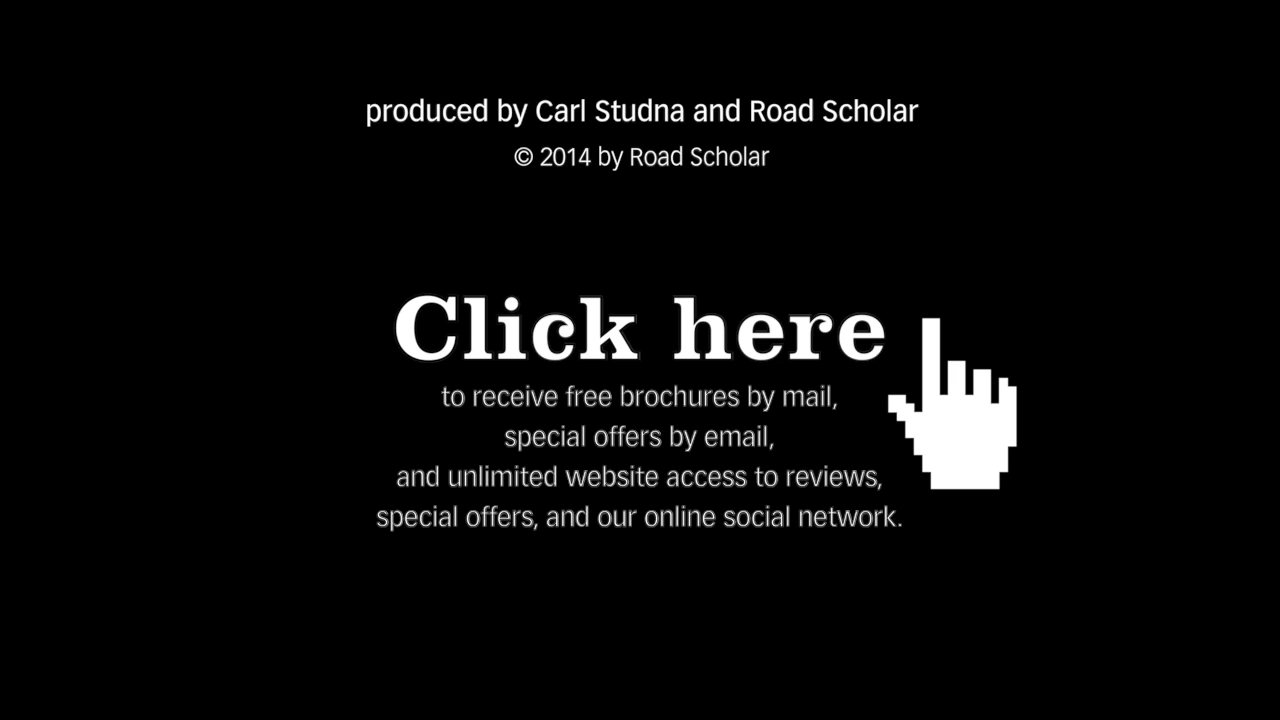 produced by Carl Studna and Road Scholar
© 2014 by Road Scholar
Click here
to receive free brochures by mail,
special offers by email,
and unlimited website access to reviews,
special offers, and our online social network.